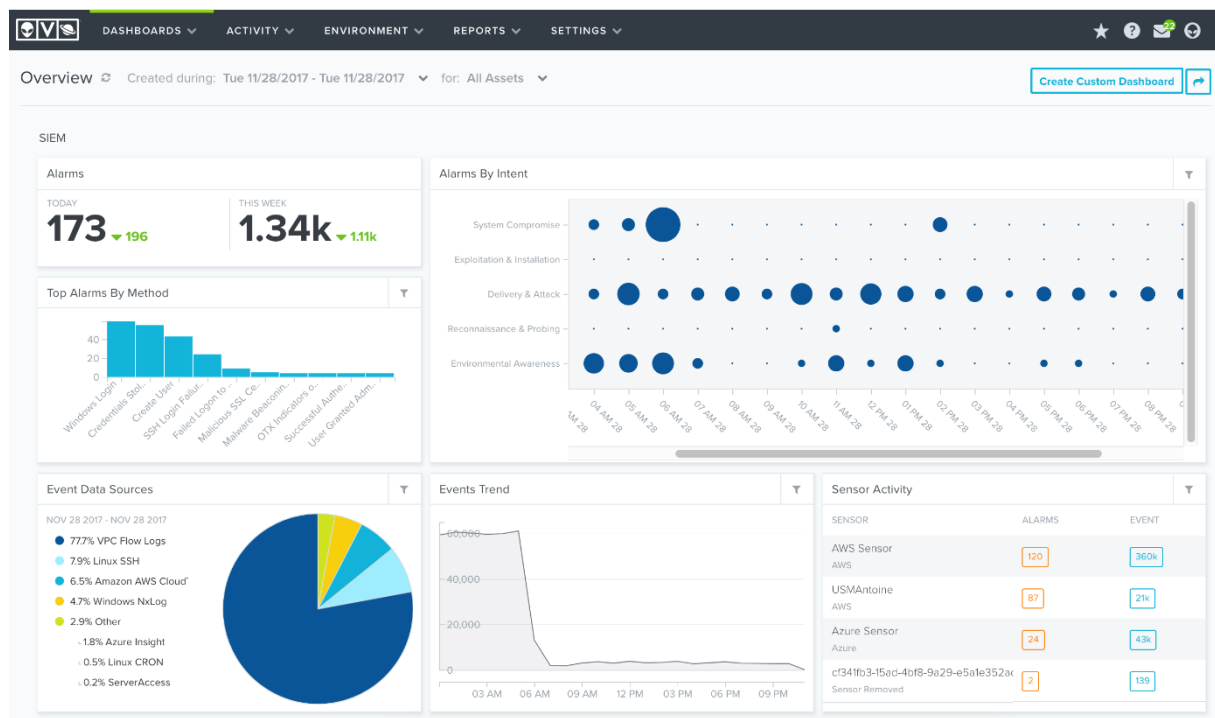 DASHBOARDS ACTIVITY ENVIRONMENT REPORTS SETTINGS 22
Overview Created during: Tue 11/28/2017 - Tue 11/28/2017 for: All Assets Create Custom Dashboard
SIEM
Alarms
TODAY THIS WEEK
173 196 1.34k 1.11k
Top Alarms By Method
40
20
0
Windows Login Credentials Stol.. Create User SSH Login Failur.. Failed Logon to .. Malicious SSL Ce.. Malware Beaconin.. OTX Indicators o.. Successful Authe.. User Granted Adm..
Alarms By Intent
System Compromise
Exploitation & Installation
Delivery & Attack
Reconnaissance & Probing
Environmental Awareness
AM 28 04 AM 28 05 AM 28 06 AM 28 07 AM 28 08 AM 28 09 AM 28 10 AM 28 11 AM 28 12 PM 28 01 PM 28 02 PM 28 03 PM 28 04 PM 28 05 PM 28 06 PM 28 07 PM 28 08 PM 28
Event Data Sources
NOV 28 2017 - NOV 28 2017
77.7% VPC Flow Logs
7.9% Linux SSH
6.5% Amazon AWS Cloud
4.7% Windows NxLog
2.9% Other
1.8% Azure Insight
0.5% Linux CRON
0.2% ServerAccess
Events Trend
60,000
40,000
20,000
0
03 AM 06 AM 09 AM 12 PM 03 PM 06 PM 09 PM
Sensor Activity
SENSOR ALARMS EVENT
AWS Sensor 120 360k
AWS
USMAntoine 87 21k
AWS
Azure Sensor 24 43k
Azure
cf341fb3-15ad-4bf8-9a29-e5a1e352ac 2 139
Sensor Removed